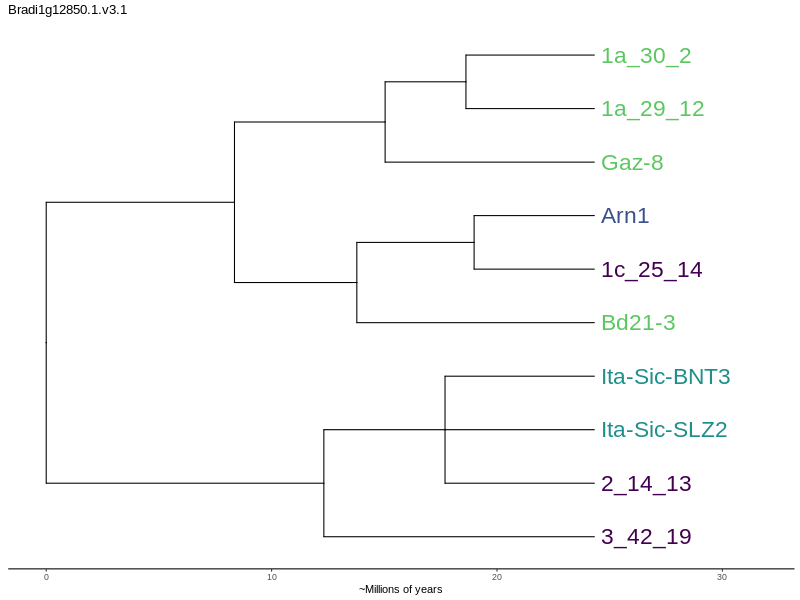 Bradi1g12850.1.v3.1
1a_30_2
1a_29_12
Gaz-8
Arn1
1c_25_14
Bd21-3
Ita-Sic-BNT3
Ita-Sic-SLZ2
2_14_13
3_42_19
0 10 20 30
~Millions of years